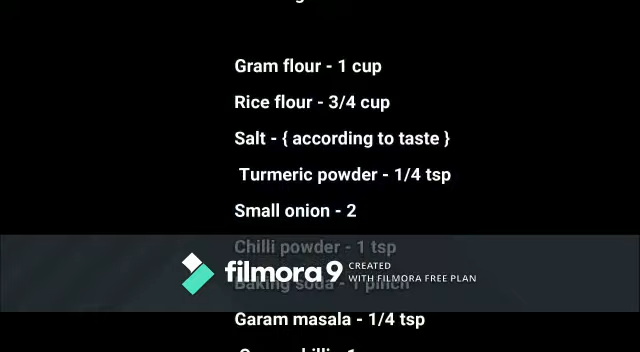 Gram flour - 1 cup
Rice flour - 3/4 cup
Salt - { according to taste }
Turmeric powder - 1/4 tsp
Small onion - 2
Chilli powder - 1 tsp
filmora9 CREATED
WITH FILMORA FREE PLAN
Baking soda - 1 pinch
Garam masala - 1/4 tsp